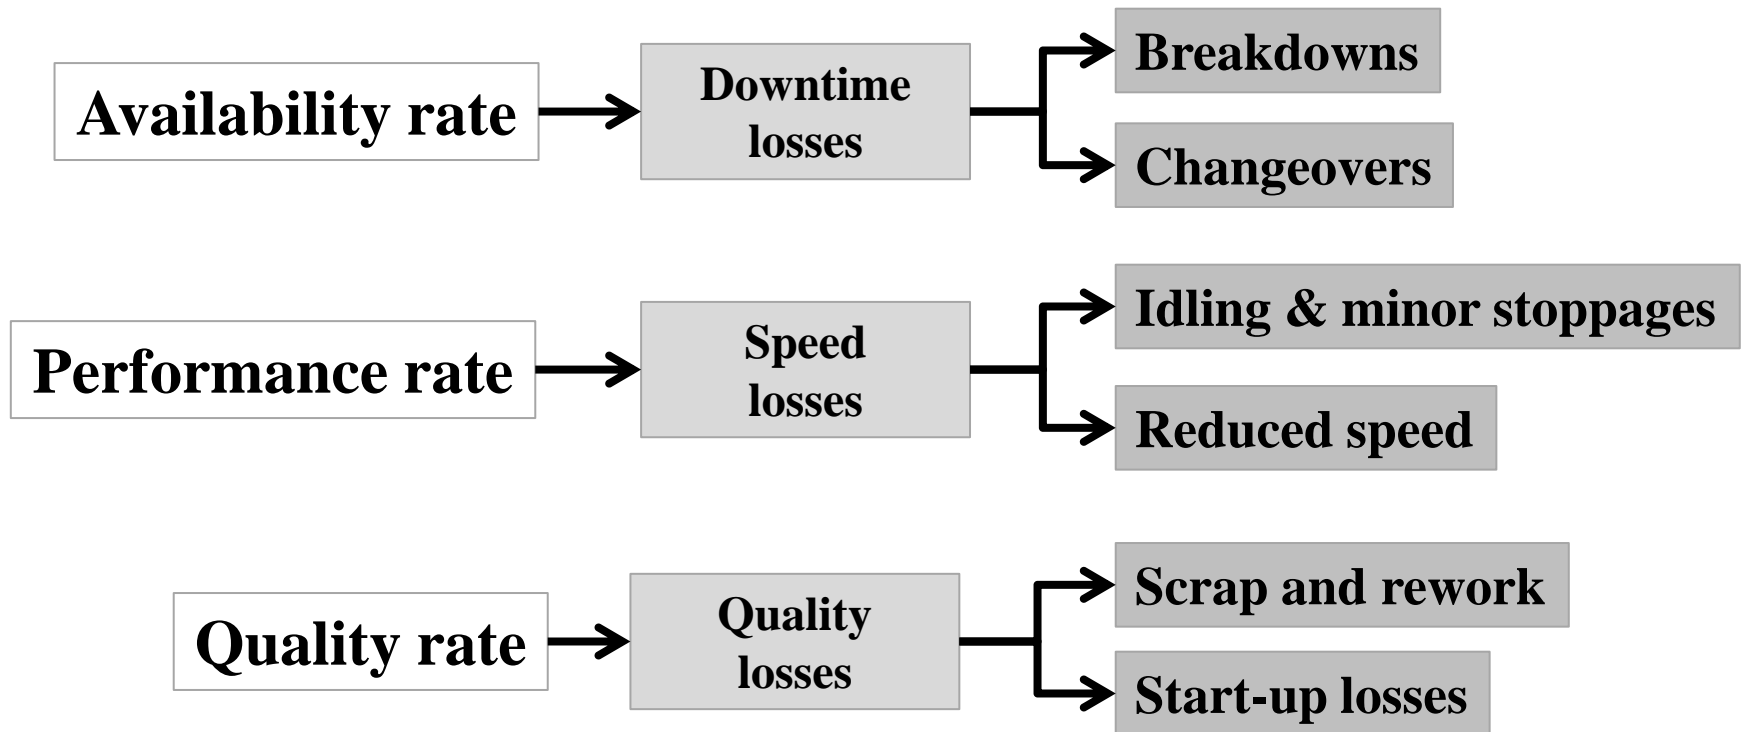 Availability rate
Downtime
losses
Breakdowns
Changeovers
Performance rate
Speed
losses
Idling & minor stoppages
Reduced speed
Quality rate
Quality
losses
Scrap and rework
Start-up losses